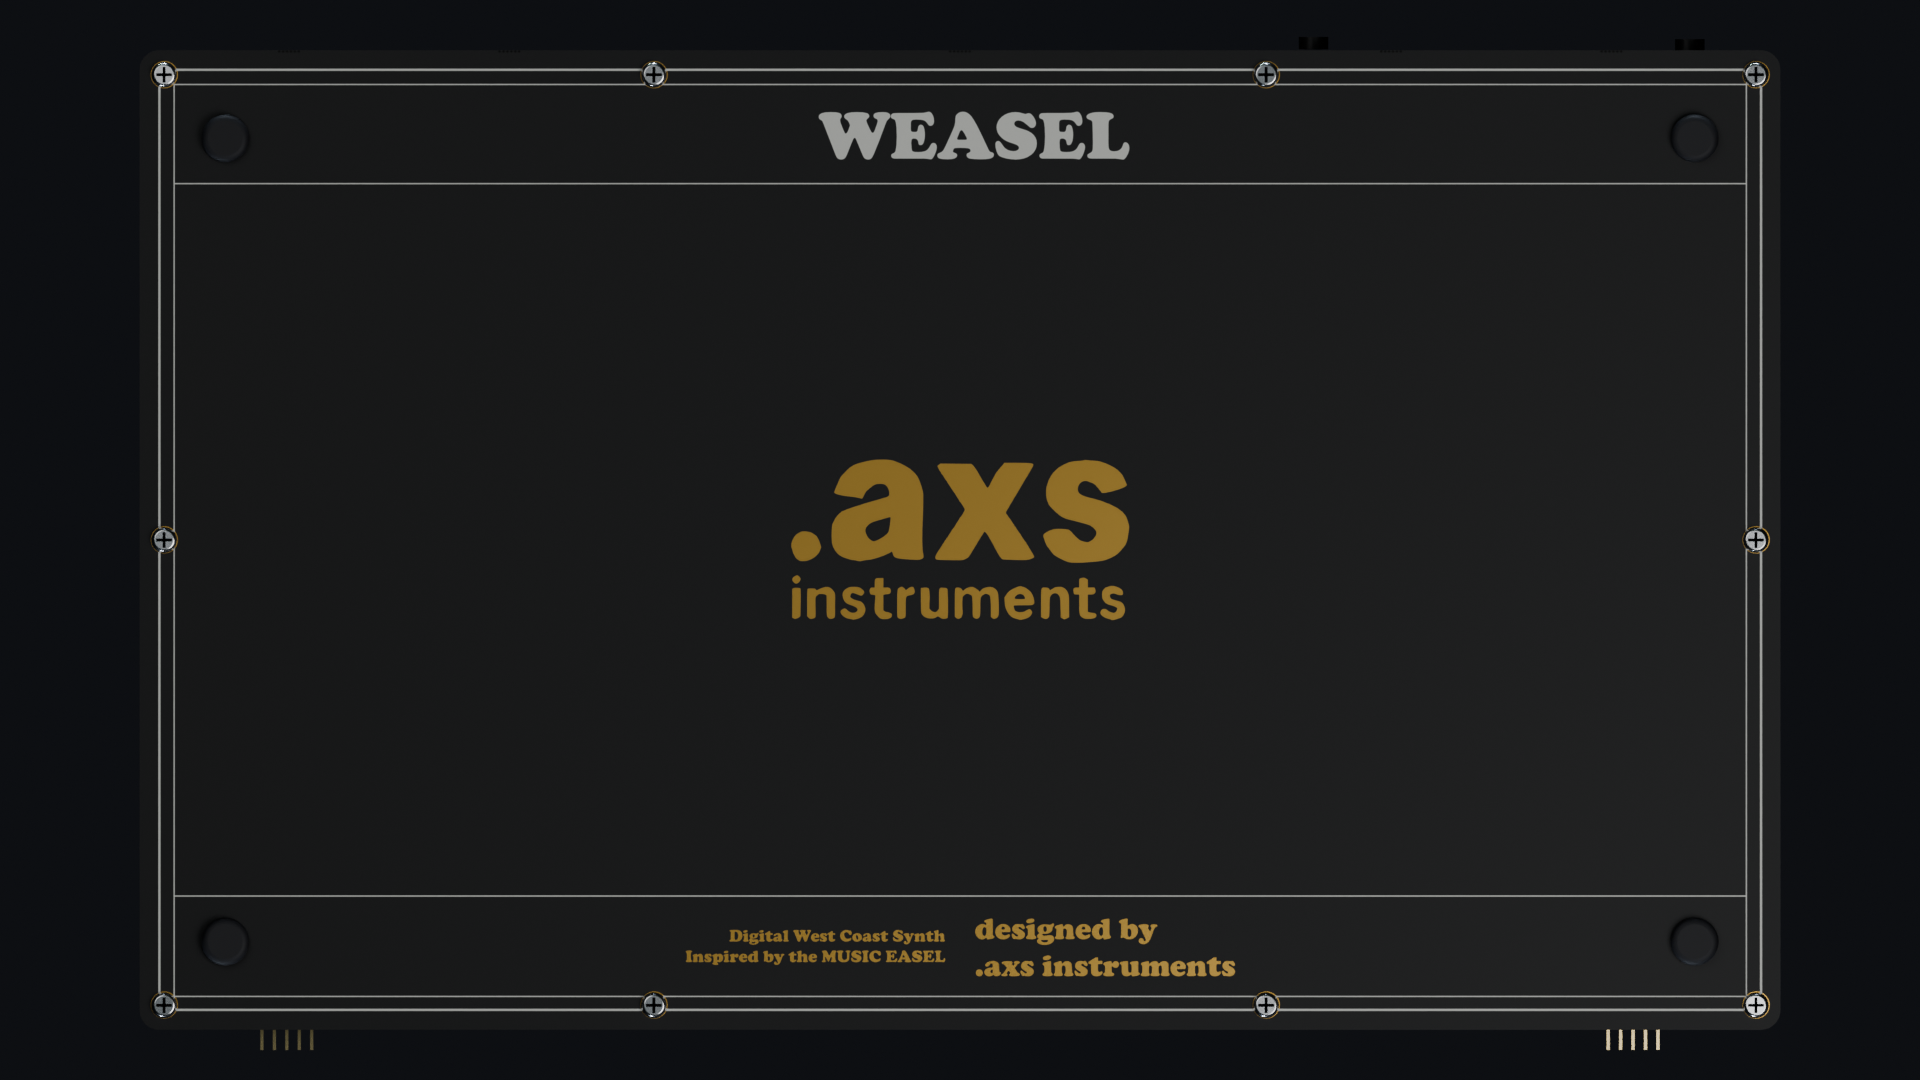 WEASEL
.axs
instruments
Digital West Coast Synth
Inspired by the MUSIC EASEL
designed by
.axs instruments